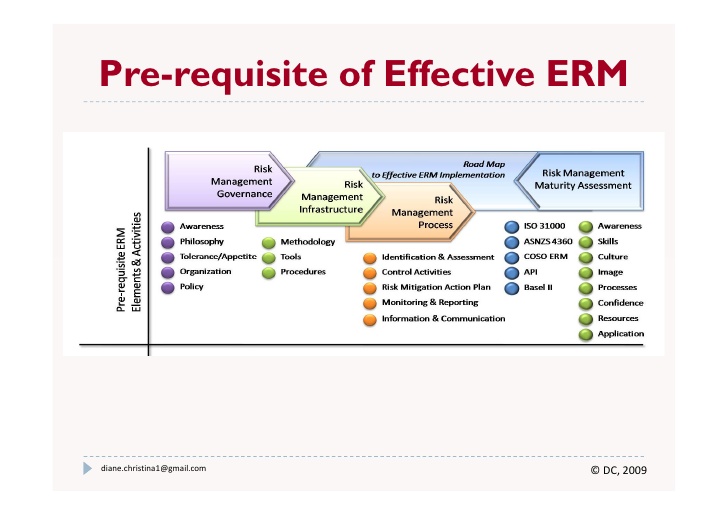 Pre-requisite of Effective ERM
Pre-requisite ERM
Elements & Activities
Risk
Management
Governance
Risk
Management
Infrastructure
Risk
Management
Process
Road Map
to Effective ERM Implementation
Risk Management
Maturity Assessment
Awareness
Philosophy
Tolerance/Appetite
Organization
Policy
Methodology
Tools
Procedures
Identification & Assessment
Control Activities
Risk Mitigation Action Plan
Monitoring & Reporting
Information & Communication
ISO 31000
ASNZS 4360
COSO ERM
API
Basel II
Awareness
Skills
Culture
Image
Processes
Confidence
Resources
Application
diane.christina1@gmail.com
© DC, 2009